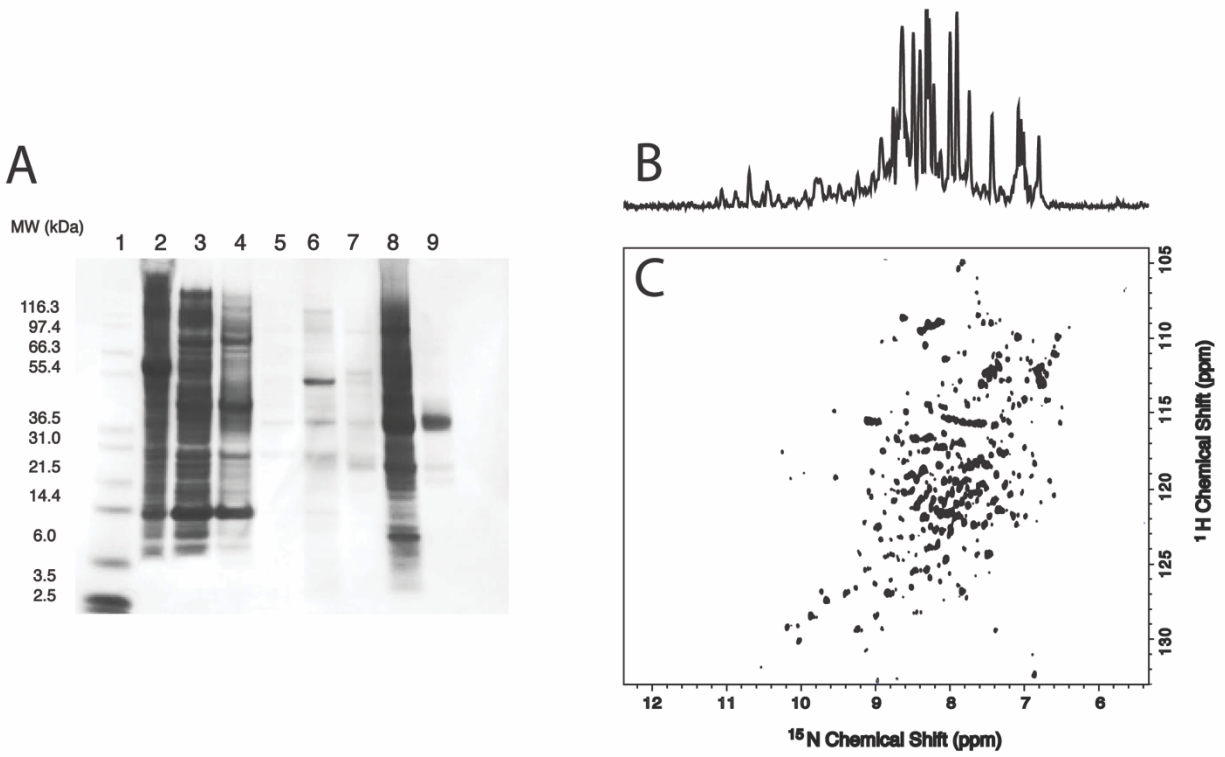 A
MW (kDa)
1 2 3 4 5 6 7 8 9
116.3
97.4
66.3
55.4
36.5
31.0
21.5
14.4
6.0
3.5
2.5
B
C
105
110
115
120
125
130
¹H Chemical Shift (ppm)
12 11 10 9 8 7 6
¹⁵N Chemical Shift (ppm)